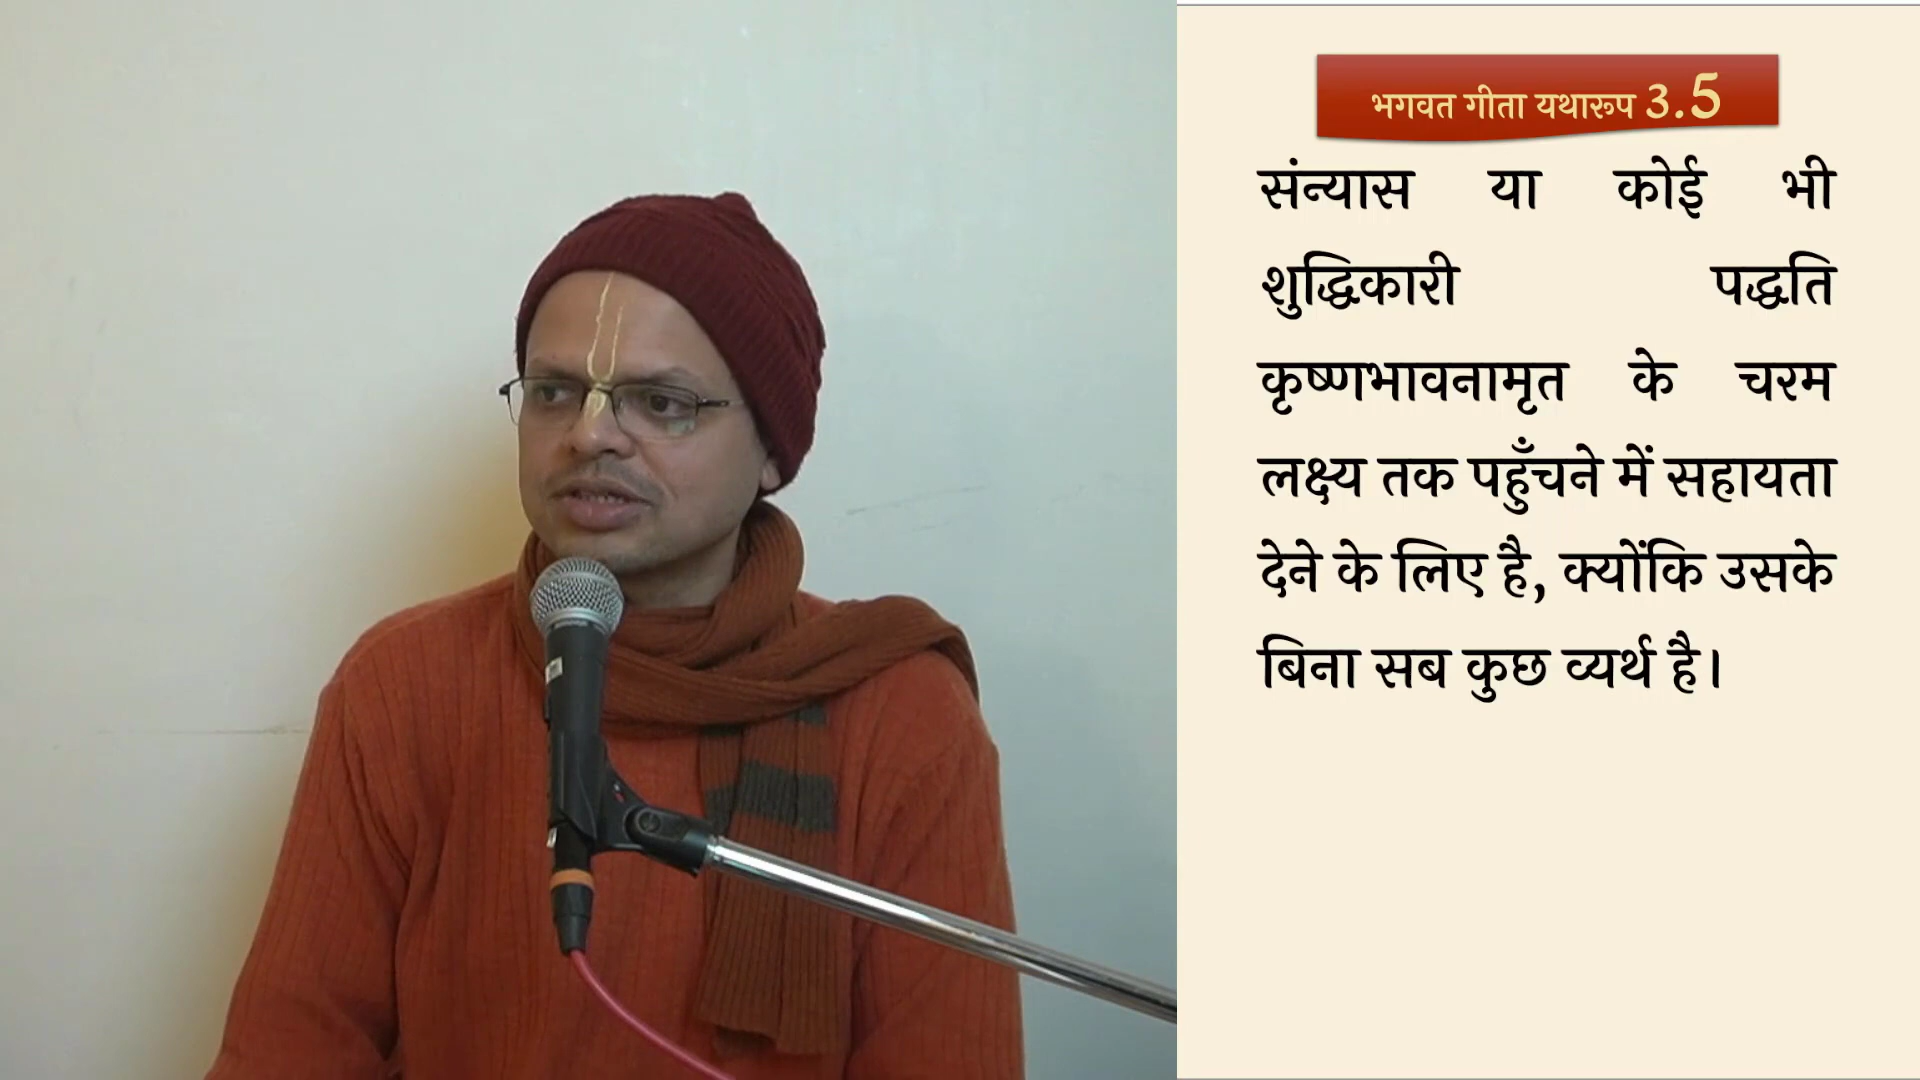 भगवत गीता यथारूप 3.5
संन्यास या कोई भी
शुद्धिकारी पद्धति
कृष्णभावनामृत के चरम
लक्ष्य तक पहुँचने में सहायता
देने के लिए है, क्योंकि उसके
बिना सब कुछ व्यर्थ है।